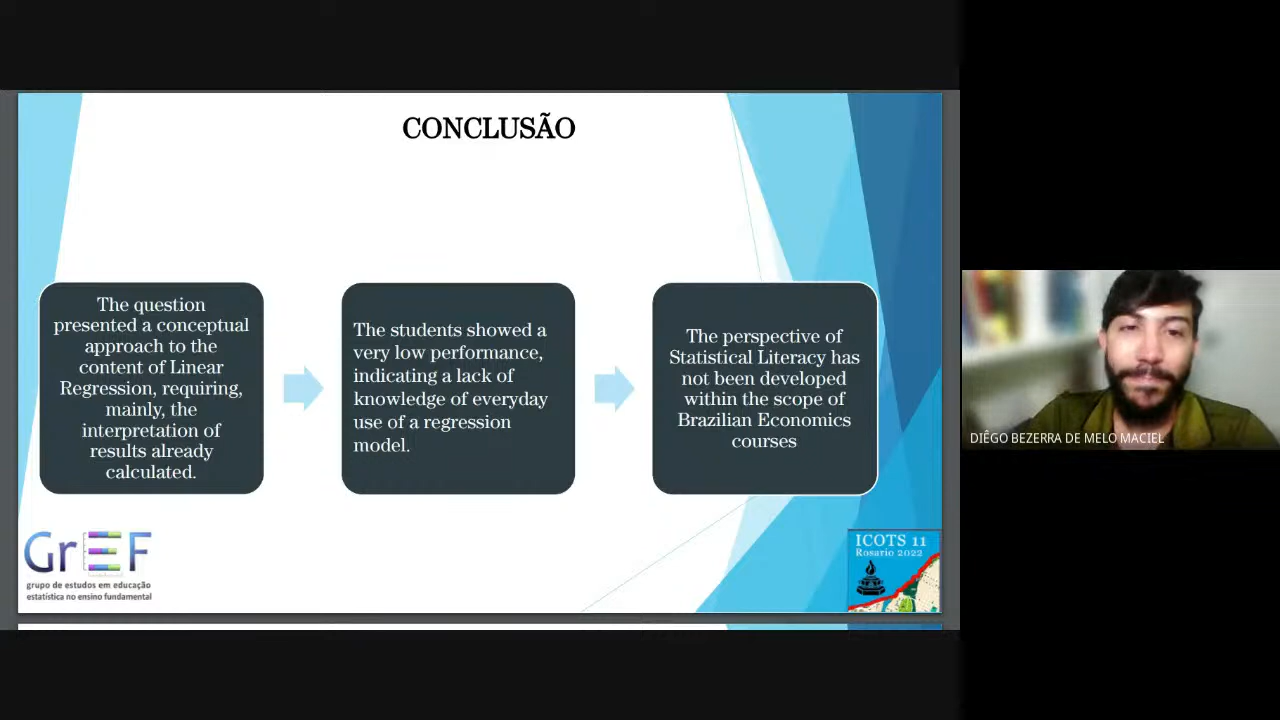 CONCLUSÃO
The question
presented a conceptual
approach to the
content of Linear
Regression, requiring,
mainly, the
interpretation of
results already
calculated.
The students showed a
very low performance,
indicating a lack of
knowledge of everyday
use of a regression
model.
The perspective of
Statistical Literacy has
not been developed
within the scope of
Brazilian Economics
courses
GrEF
grupo de estudos em educação
estatística no ensino fundamental
ICOTS 11
Rosario 2022
DIÊGO BEZERRA DE MELO MACIEL